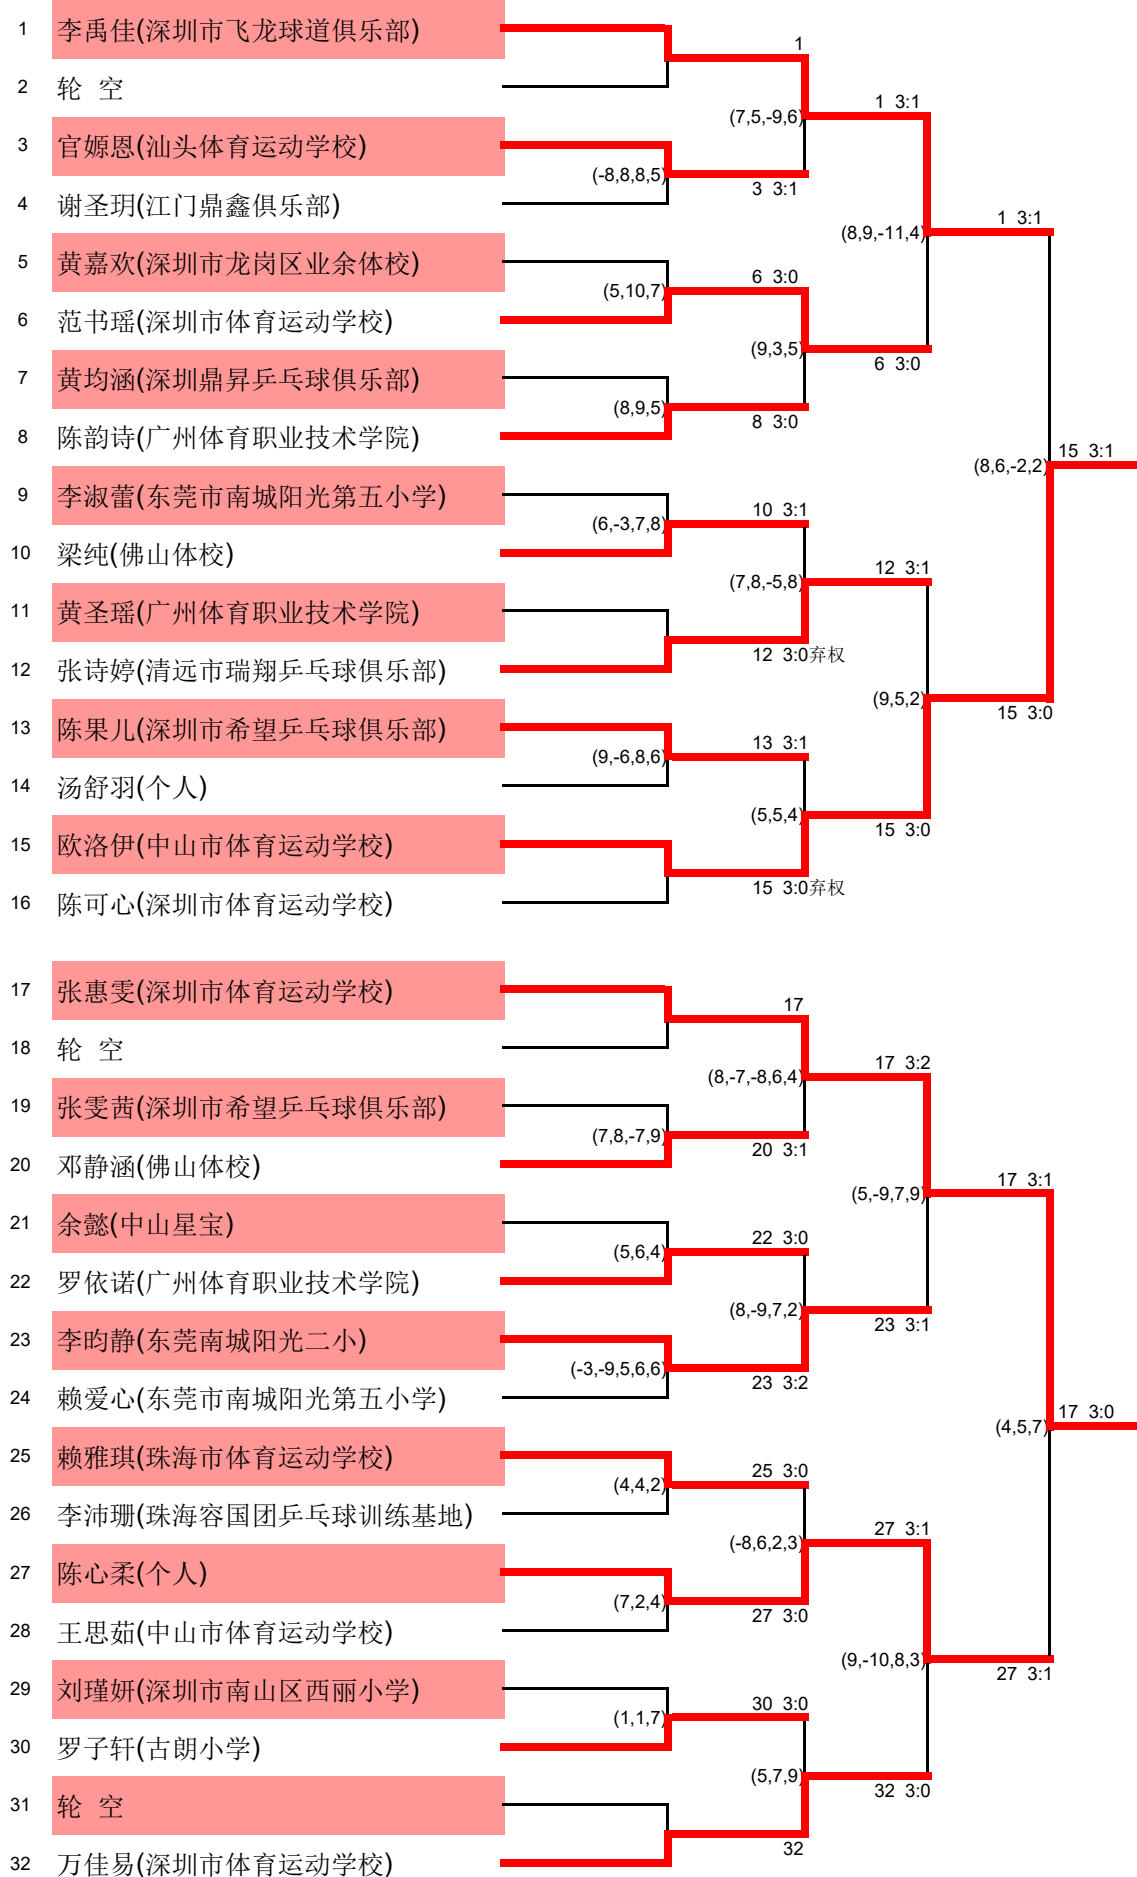 1 李禹佳(深圳市飞龙球道俱乐部)
1
2 轮 空
1 3:1
(7,5,-9,6)
3 官嫄恩(汕头体育运动学校)
(-8,8,8,5)
3 3:1
4 谢圣玥(江门鼎鑫俱乐部)
1 3:1
(8,9,-11,4)
5 黄嘉欢(深圳市龙岗区业余体校)
6 3:0
(5,10,7)
6 范书瑶(深圳市体育运动学校)
(9,3,5)
6 3:0
7 黄均涵(深圳鼎昇乒乓球俱乐部)
(8,9,5)
8 3:0
8 陈韵诗(广州体育职业技术学院)
15 3:1
(8,6,-2,2)
9 李淑蕾(东莞市南城阳光第五小学)
10 3:1
(6,-3,7,8)
10 梁纯(佛山体校)
12 3:1
(7,8,-5,8)
11 黄圣瑶(广州体育职业技术学院)
12 3:0弃权
12 张诗婷(清远市瑞翔乒乓球俱乐部)
(9,5,2)
15 3:0
13 陈果儿(深圳市希望乒乓球俱乐部)
13 3:1
(9,-6,8,6)
14 汤舒羽(个人)
(5,5,4)
15 3:0
15 欧洛伊(中山市体育运动学校)
15 3:0弃权
16 陈可心(深圳市体育运动学校)
17 张惠雯(深圳市体育运动学校)
17
18 轮 空
17 3:2
(8,-7,-8,6,4)
19 张雯茜(深圳市希望乒乓球俱乐部)
(7,8,-7,9)
20 3:1
20 邓静涵(佛山体校)
17 3:1
(5,-9,7,9)
21 余懿(中山星宝)
22 3:0
(5,6,4)
22 罗依诺(广州体育职业技术学院)
(8,-9,7,2)
23 3:1
23 李昀静(东莞南城阳光二小)
(-3,-9,5,6,6)
23 3:2
24 赖爱心(东莞市南城阳光第五小学)
17 3:0
(4,5,7)
25 赖雅琪(珠海市体育运动学校)
25 3:0
(4,4,2)
26 李沛珊(珠海容国团乒乓球训练基地)
27 3:1
(-8,6,2,3)
27 陈心柔(个人)
(7,2,4)
27 3:0
28 王思茹(中山市体育运动学校)
(9,-10,8,3)
27 3:1
29 刘瑾妍(深圳市南山区西丽小学)
30 3:0
(1,1,7)
30 罗子轩(古朗小学)
(5,7,9)
32 3:0
31 轮 空
32
32 万佳易(深圳市体育运动学校)